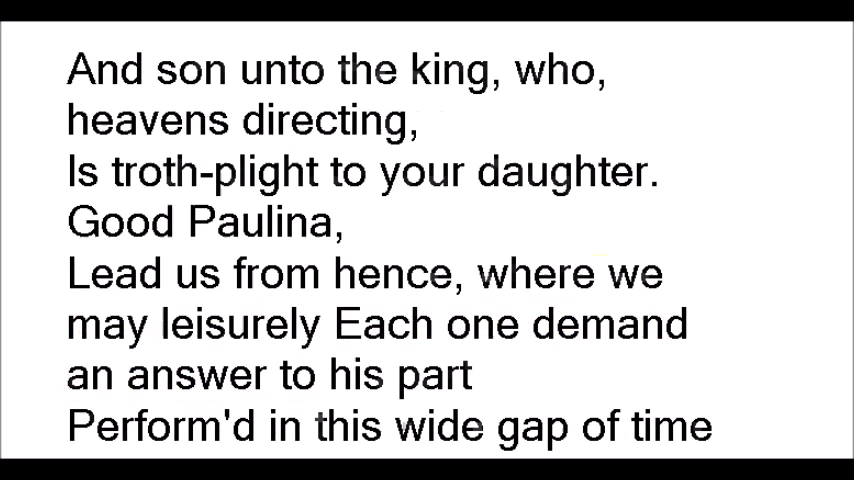 And son unto the king, who,
heavens directing,
Is troth-plight to your daughter.
Good Paulina,
Lead us from hence, where we
may leisurely Each one demand
an answer to his part
Perform'd in this wide gap of time